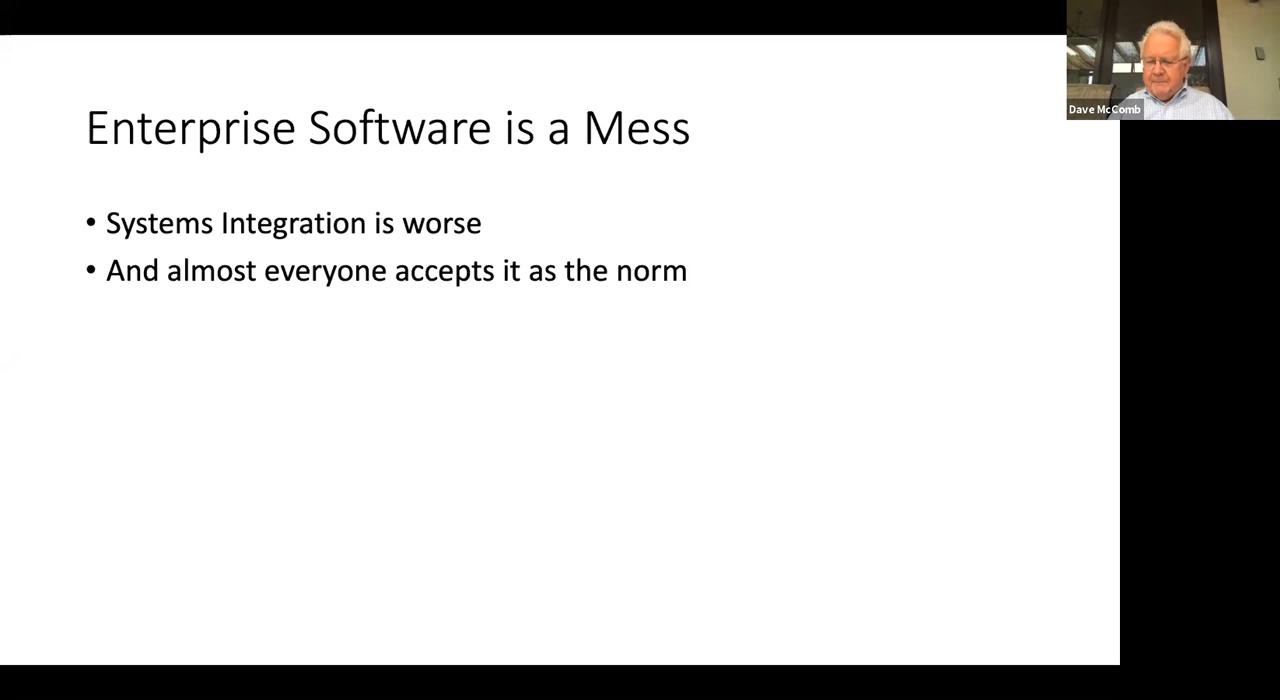 Enterprise Software is a Mess
• Systems Integration is worse
• And almost everyone accepts it as the norm
Dave McComb